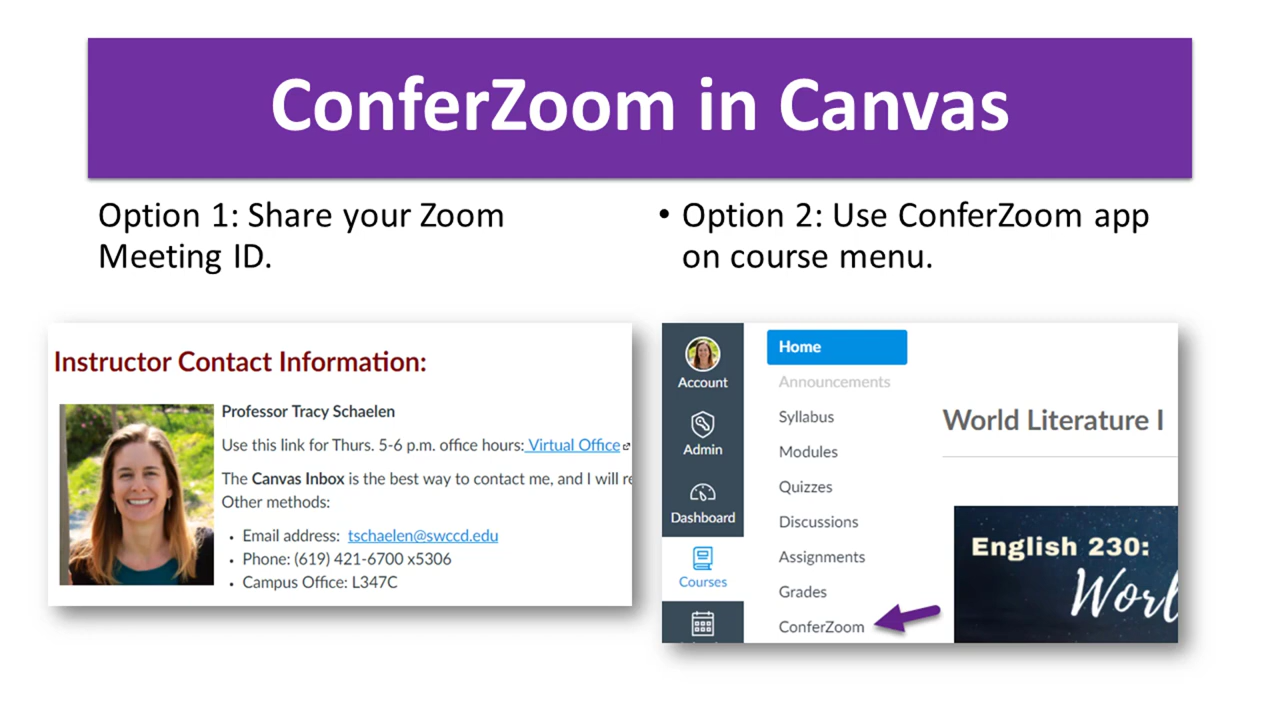 ConferZoom in Canvas
Option 1: Share your Zoom
Meeting ID.
• Option 2: Use ConferZoom app
on course menu.
Instructor Contact Information:
Professor Tracy Schaelen
Use this link for Thurs. 5-6 p.m. office hours: Virtual Office
The Canvas Inbox is the best way to contact me, and I will
Other methods:
• Email address: tschaelen@swccd.edu
• Phone: (619) 421-6700 x5306
• Campus Office: L347C
Account
Admin
Dashboard
Courses
Home
Announcements
Syllabus
Modules
Quizzes
Discussions
Assignments
Grades
ConferZoom
World Literature I
English 230: